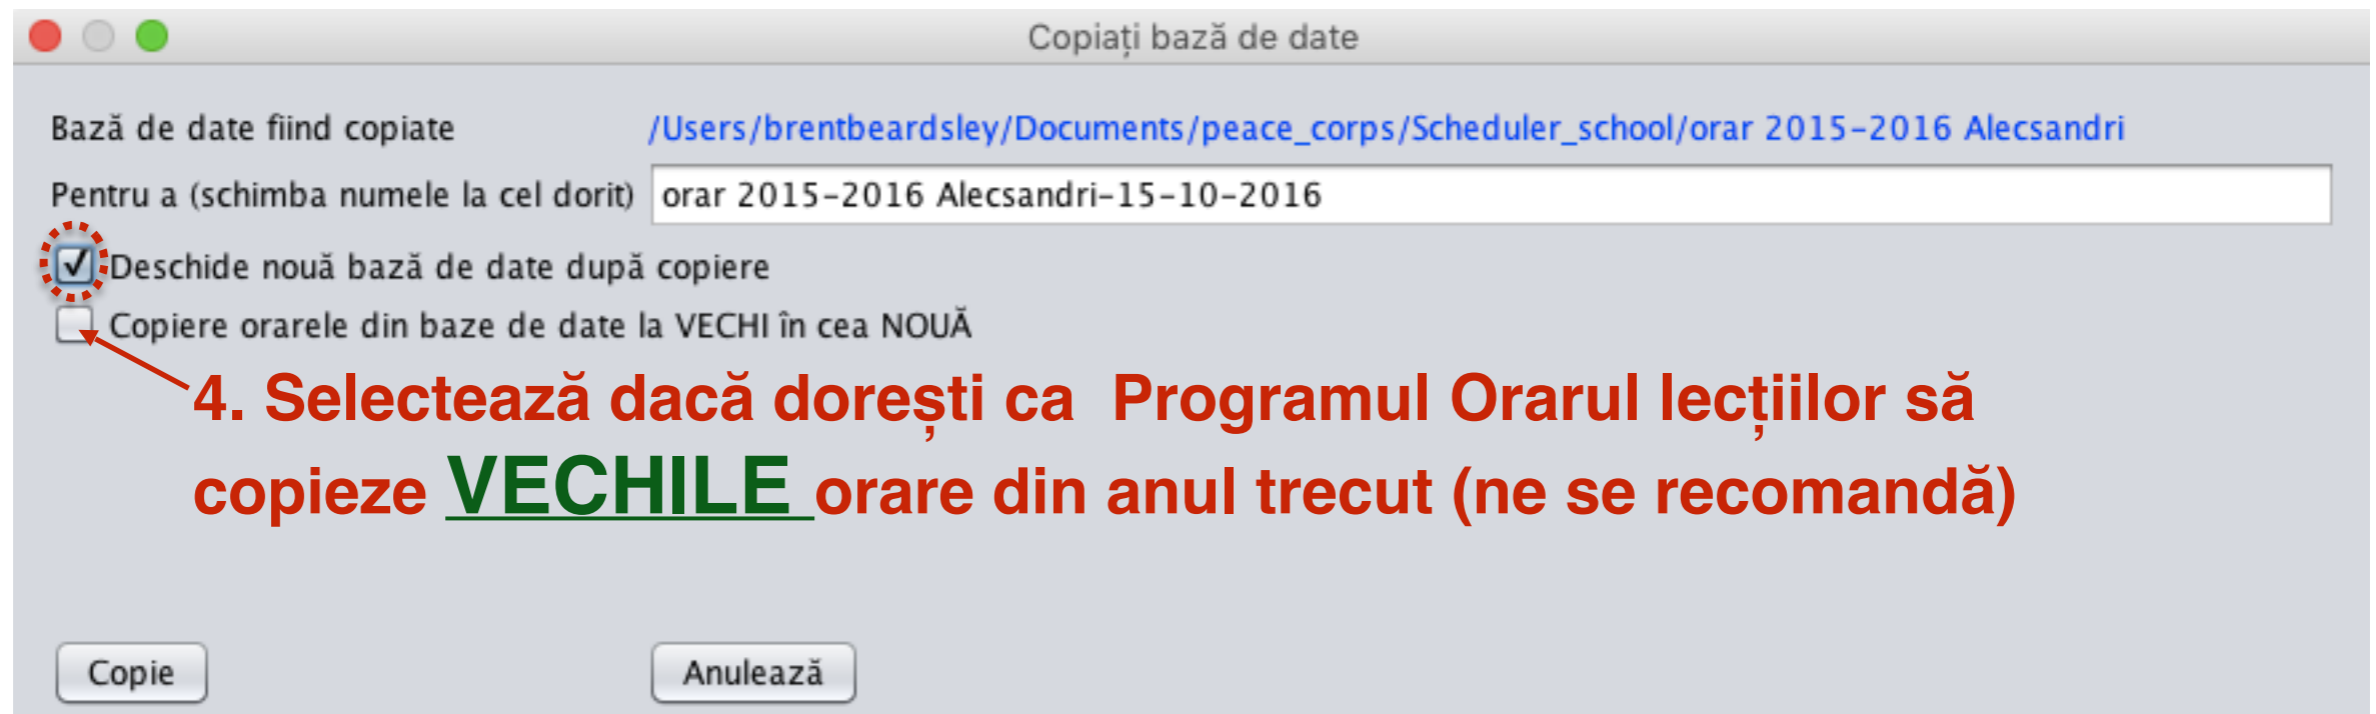 Copiați bază de date
Bază de date fiind copiate /Users/brentbeardsley/Documents/peace_corps/Scheduler_school/orar 2015-2016 Alecsandri
Pentru a (schimba numele la cel dorit) orar 2015-2016 Alecsandri-15-10-2016
Deschide nouă bază de date după copiere
Copiere orarele din baze de date la VECHI în cea NOUĂ
4. Selectează dacă dorești ca Programul Orarul lecțiilor să
copieze VECHILE orare din anul trecut (ne se recomandă)
Copie Anulează